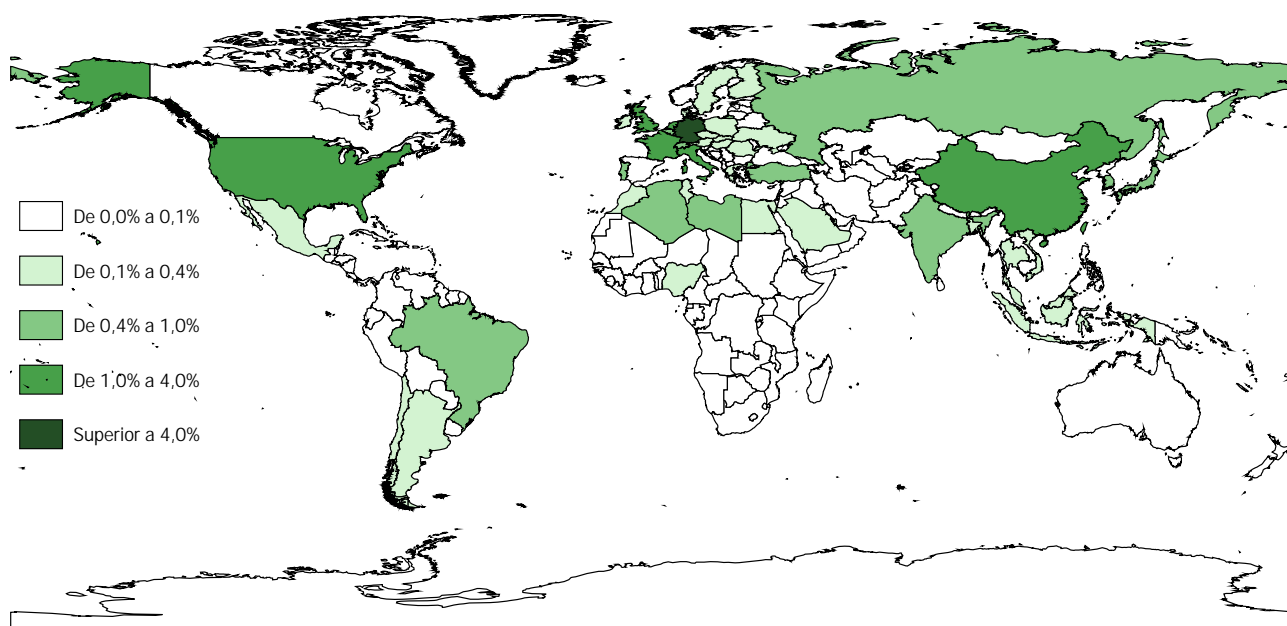 De 0,0% a 0,1%
De 0,1% a 0,4%
De 0,4% a 1,0%
De 1,0% a 4,0%
Superior a 4,0%